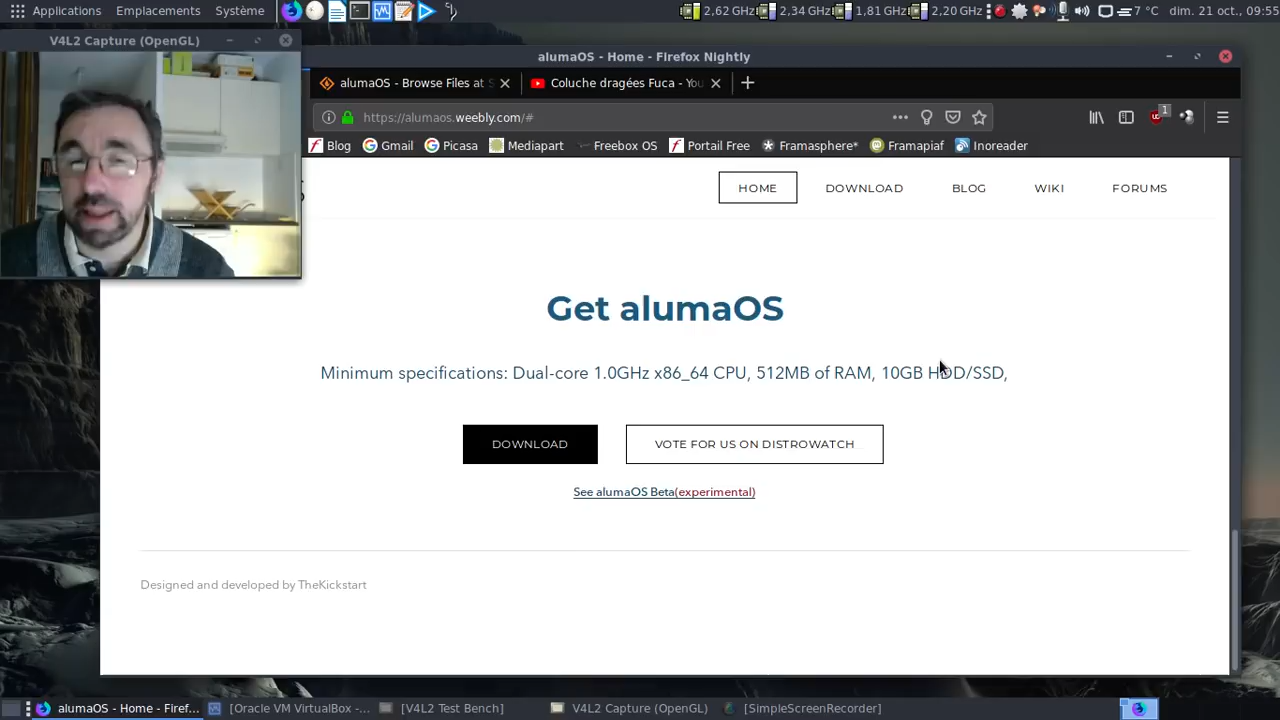 Applications Emplacements Système 2,62 GHz 2,34 GHz 1,81 GHz 2,20 GHz 7 °C dim. 21 oct., 09:55
V4L2 Capture (OpenGL)
alumaOS - Home - Firefox Nightly
alumaOS - Browse Files at S Coluche dragées Fuca - You
https://alumaos.weebly.com/# 1
Blog Gmail Picasa Mediapart Freebox OS Portail Free Framasphere* Framapiaf Inoreader
HOME DOWNLOAD BLOG WIKI FORUMS
Get alumaOS
Minimum specifications: Dual-core 1.0GHz x86_64 CPU, 512MB of RAM, 10GB HDD/SSD,
DOWNLOAD VOTE FOR US ON DISTROWATCH
See alumaOS Beta(experimental)
Designed and developed by TheKickstart
alumaOS - Home - Firef... [Oracle VM VirtualBox -... [V4L2 Test Bench] V4L2 Capture (OpenGL) [SimpleScreenRecorder]